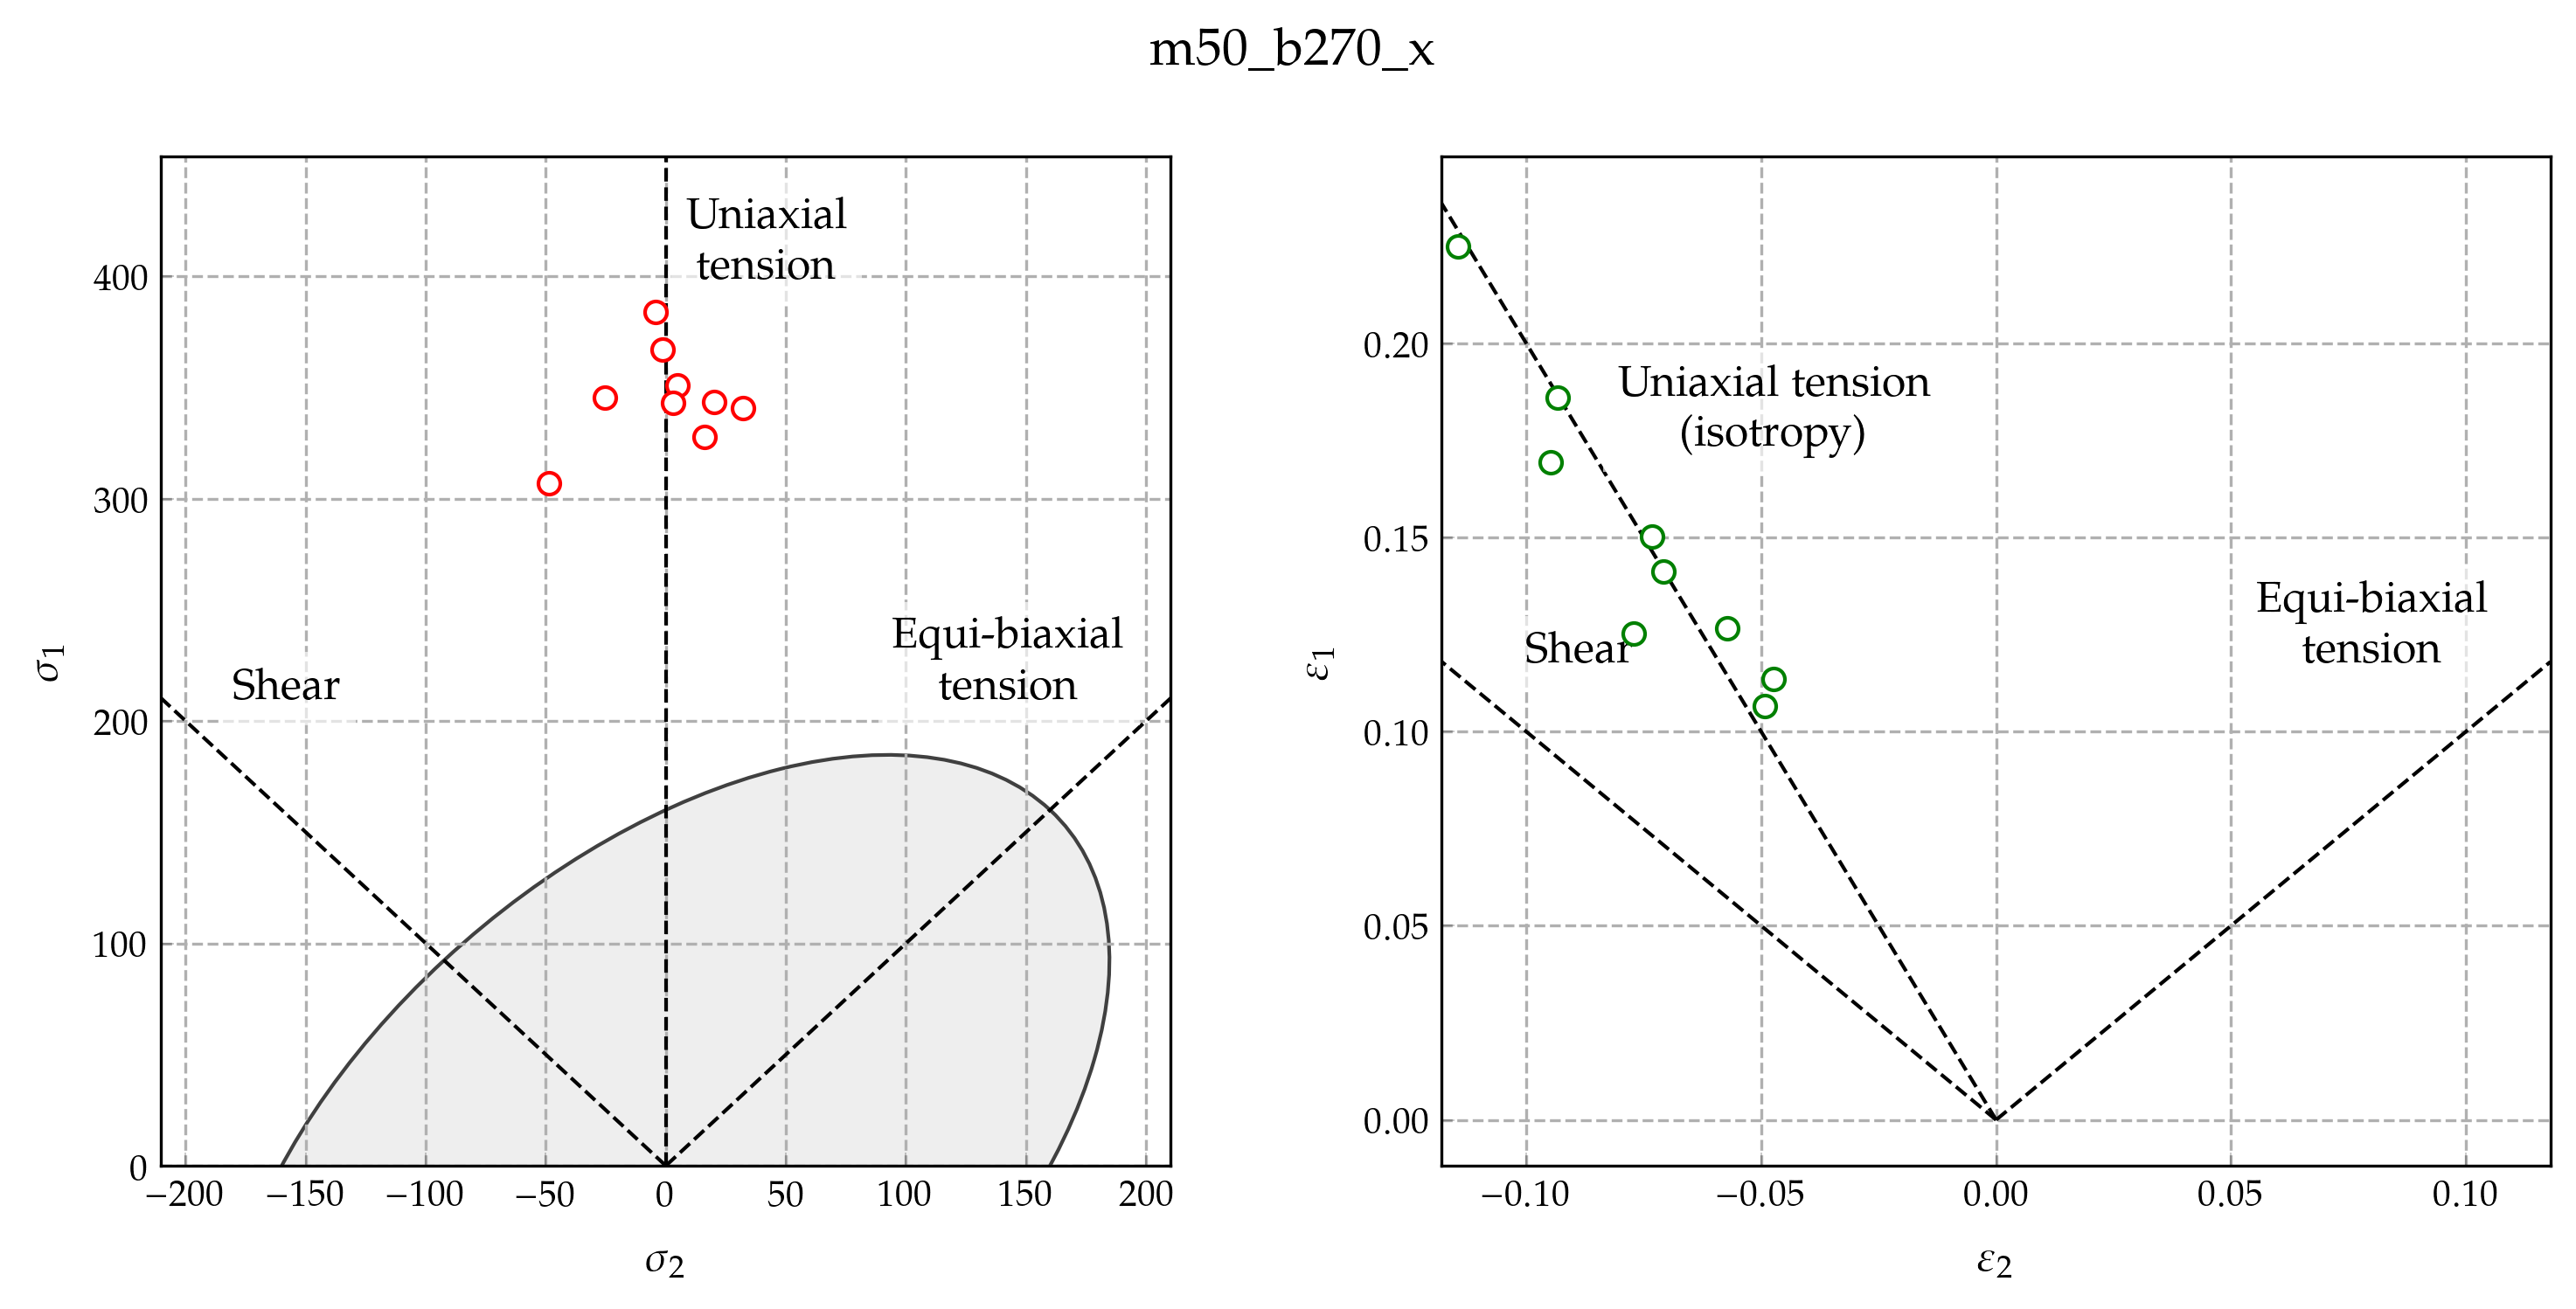 m50_b270_x
Uniaxial
tension
400
300
Equi-biaxial
tension
Shear
200
100
0
σ1
−200 −150 −100 −50 0 50 100 150 200
σ2
0.20
Uniaxial tension
(isotropy)
0.15
Equi-biaxial
tension
Shear
0.10
0.05
0.00
ε1
−0.10 −0.05 0.00 0.05 0.10
ε2